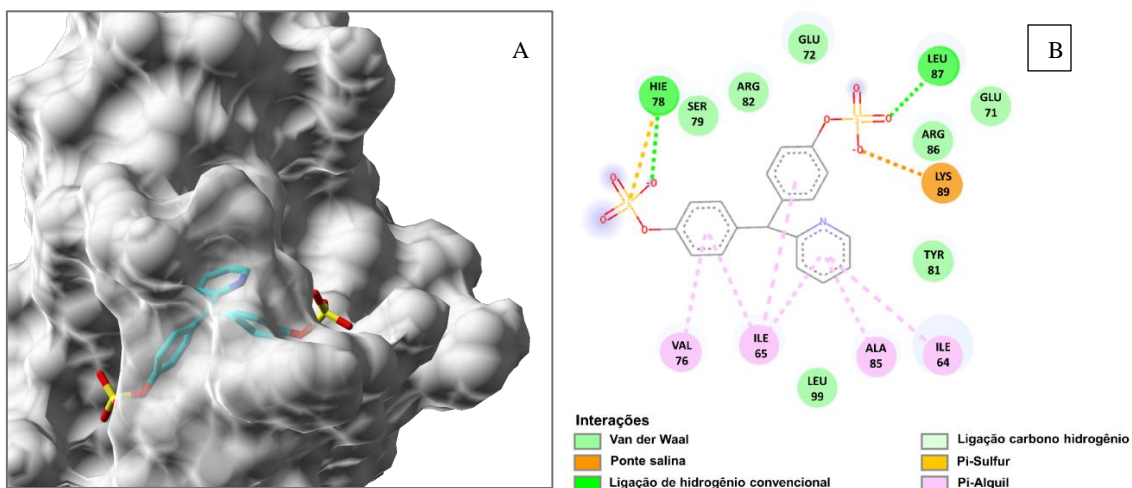 A
B
GLU
72
LEU
87
HIE
78
SER
79
ARG
82
GLU
71
ARG
86
LYS
89
TYR
81
VAL
76
ILE
65
ALA
85
ILE
64
LEU
99
O
O
O
-O
S
O
O
S
-O
O
O
N
Interações
Van der Waal
Ponte salina
Ligação de hidrogênio convencional
Ligação carbono hidrogênio
Pi-Sulfur
Pi-Alquil